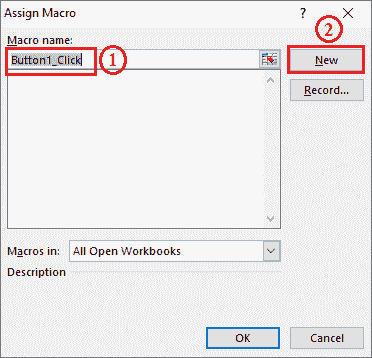 Assign Macro
? ×
2
Macro name:
Button1_Click
1
New
Record...
Macros in:
All Open Workbooks
Description
OK
Cancel